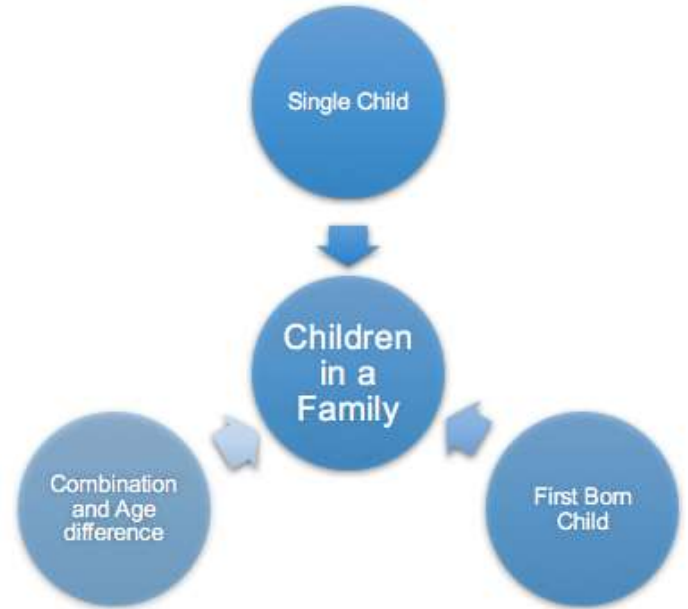 Single Child
Children
in a
Family
Combination
and Age
difference
First Born
Child